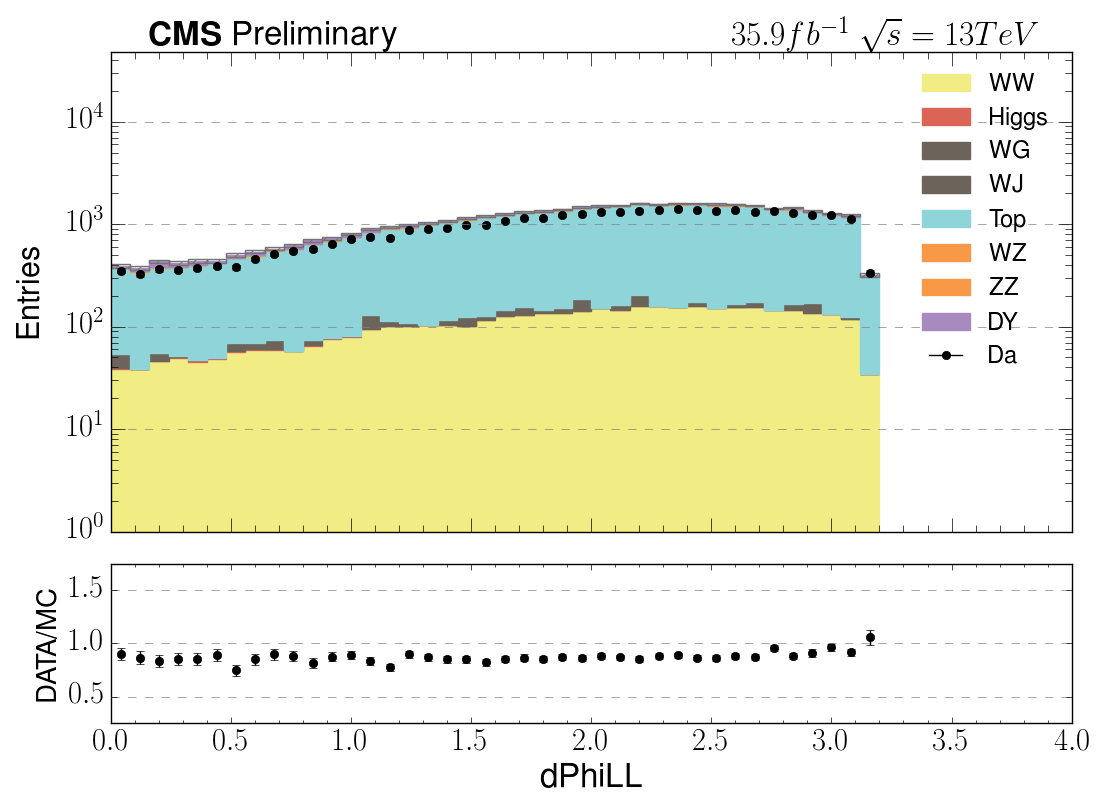 CMS Preliminary 35.9fb⁻¹ √s = 13TeV
WW
Higgs
WG
WJ
Top
WZ
ZZ
DY
Da
Entries
10⁴
10³
10²
10¹
10⁰
DATA/MC
1.5
1.0
0.5
0.0 0.5 1.0 1.5 2.0 2.5 3.0 3.5 4.0
dPhiLL